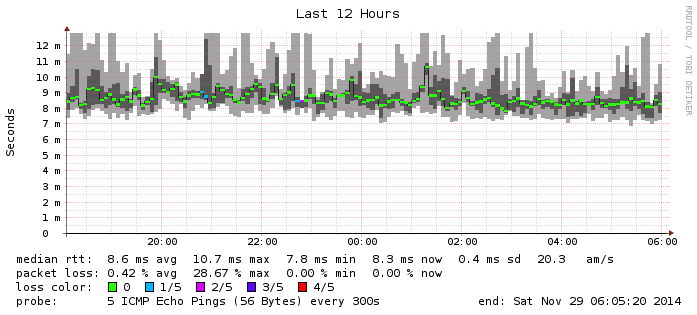 Last 12 Hours
RRDTOOL / TOBI OETIKER
Seconds
12 m
11 m
10 m
9 m
8 m
7 m
6 m
5 m
4 m
3 m
2 m
1 m
0
20:00 22:00 00:00 02:00 04:00 06:00
median rtt: 8.6 ms avg 10.7 ms max 7.8 ms min 8.3 ms now 0.4 ms sd 20.3 am/s
packet loss: 0.42 % avg 28.67 % max 0.00 % min 0.00 % now
loss color: 0 1/5 2/5 3/5 4/5
probe: 5 ICMP Echo Pings (56 Bytes) every 300s end: Sat Nov 29 06:05:20 2014